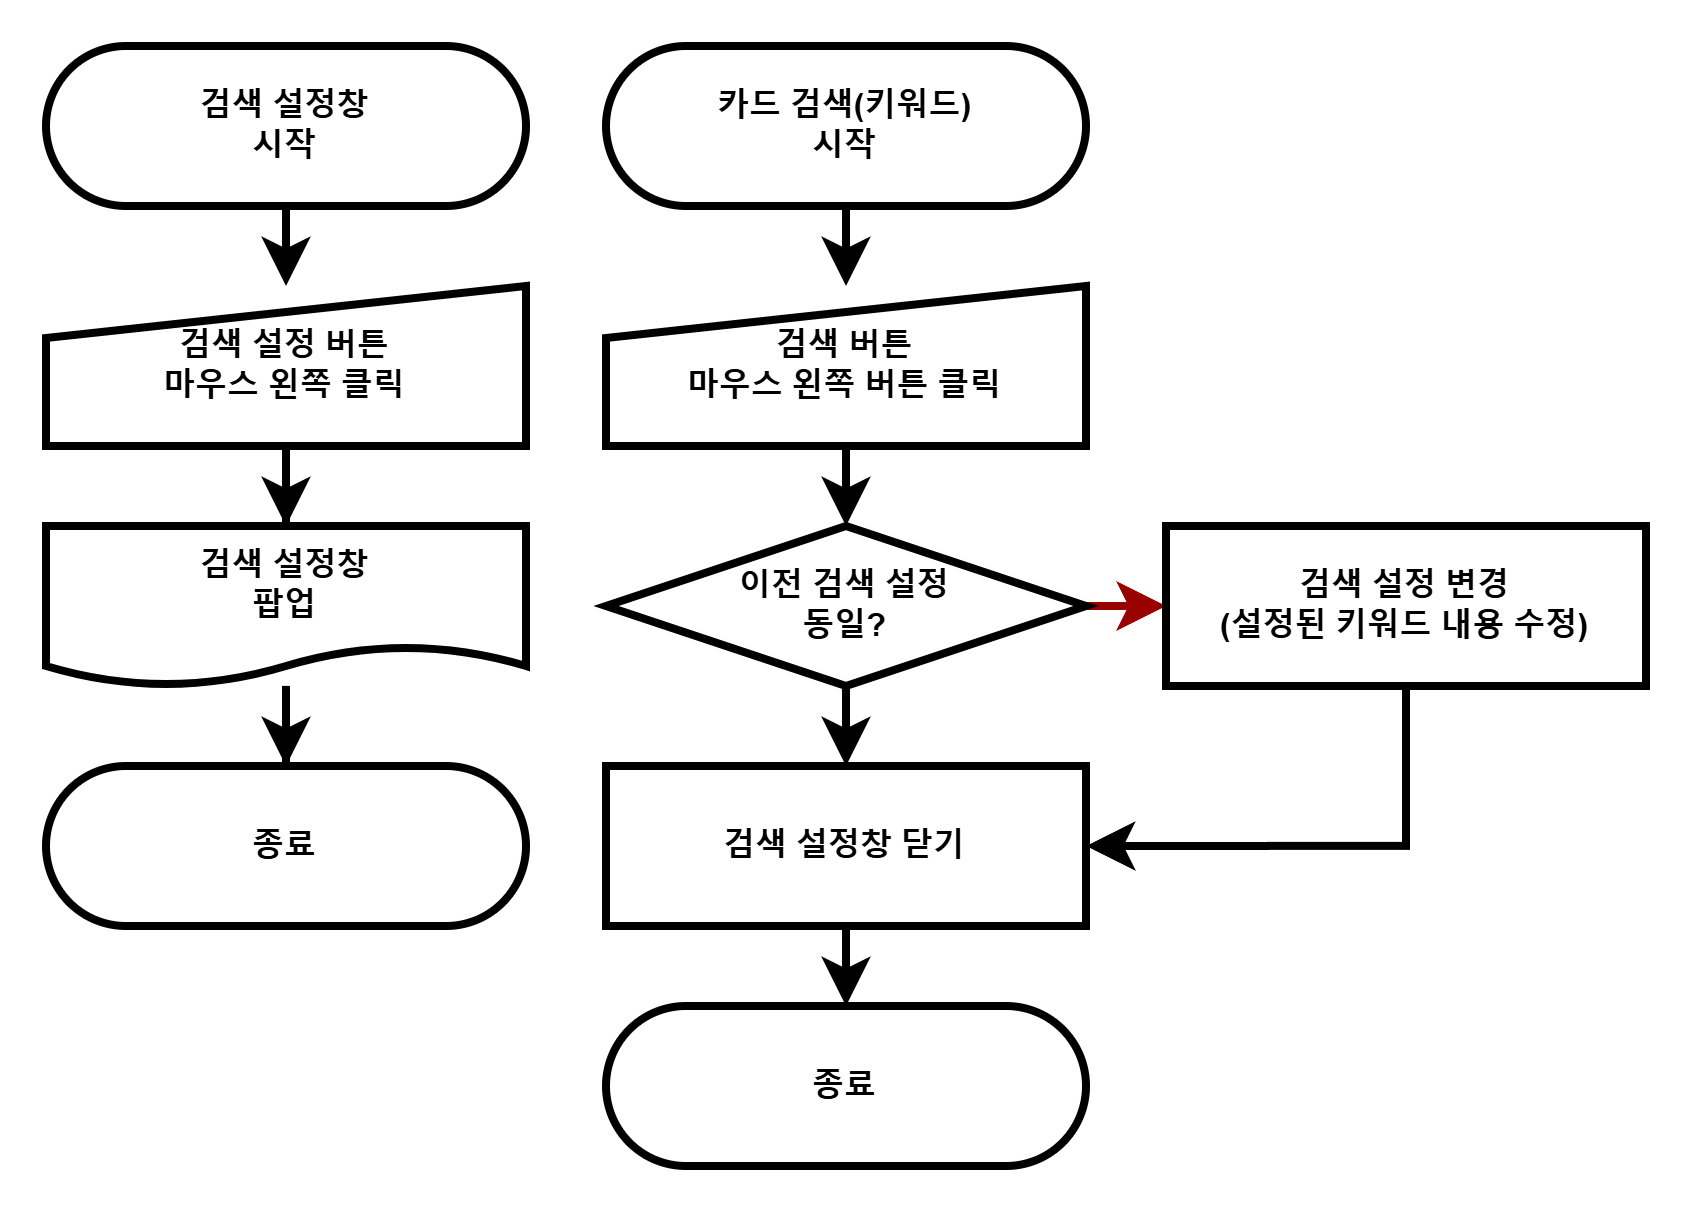 검색 설정창
시작
검색 설정 버튼
마우스 왼쪽 클릭
검색 설정창
팝업
종료
카드 검색(키워드)
시작
검색 버튼
마우스 왼쪽 버튼 클릭
이전 검색 설정
동일?
검색 설정 변경
(설정된 키워드 내용 수정)
검색 설정창 닫기
종료